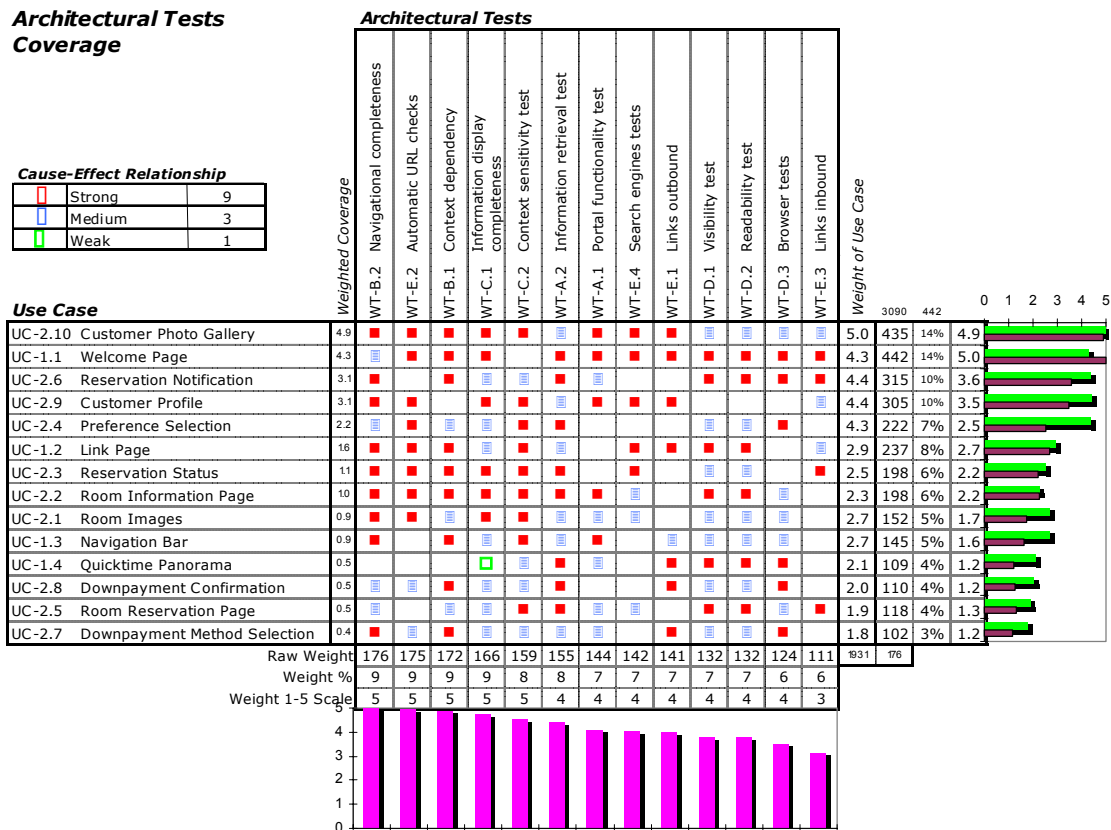 Architectural Tests
Coverage
Architectural Tests
Cause-Effect Relationship
Strong 9
Medium 3
Weak 1
Use Case
Weighted Coverage
WT-B.2 Navigational completeness
WT-E.2 Automatic URL checks
WT-B.1 Context dependency
WT-C.1 Information display
completeness
WT-C.2 Context sensitivity test
WT-A.2 Information retrieval test
WT-A.1 Portal functionality test
WT-E.4 Search engines tests
WT-E.1 Links outbound
WT-D.1 Visibility test
WT-D.2 Readability test
WT-D.3 Browser tests
WT-E.3 Links inbound
Weight of Use Case
3090 442
0 1 2 3 4 5
UC-2.10 Customer Photo Gallery 4.9 5.0 435 14% 4.9
UC-1.1 Welcome Page 4.3 4.3 442 14% 5.0
UC-2.6 Reservation Notification 3.1 4.4 315 10% 3.6
UC-2.9 Customer Profile 3.1 4.4 305 10% 3.5
UC-2.4 Preference Selection 2.2 4.3 222 7% 2.5
UC-1.2 Link Page 1.6 2.9 237 8% 2.7
UC-2.3 Reservation Status 1.1 2.5 198 6% 2.2
UC-2.2 Room Information Page 1.0 2.3 198 6% 2.2
UC-2.1 Room Images 0.9 2.7 152 5% 1.7
UC-1.3 Navigation Bar 0.9 2.7 145 5% 1.6
UC-1.4 Quicktime Panorama 0.5 2.1 109 4% 1.2
UC-2.8 Downpayment Confirmation 0.5 2.0 110 4% 1.2
UC-2.5 Room Reservation Page 0.5 1.9 118 4% 1.3
UC-2.7 Downpayment Method Selection 0.4 1.8 102 3% 1.2
Raw Weight 176 175 172 166 159 155 144 142 141 132 132 124 111 1931 176
Weight % 9 9 9 9 8 8 7 7 7 7 7 6 6
Weight 1-5 Scale 5 5 5 5 5 4 4 4 4 4 4 4 3
5
4
3
2
1
0